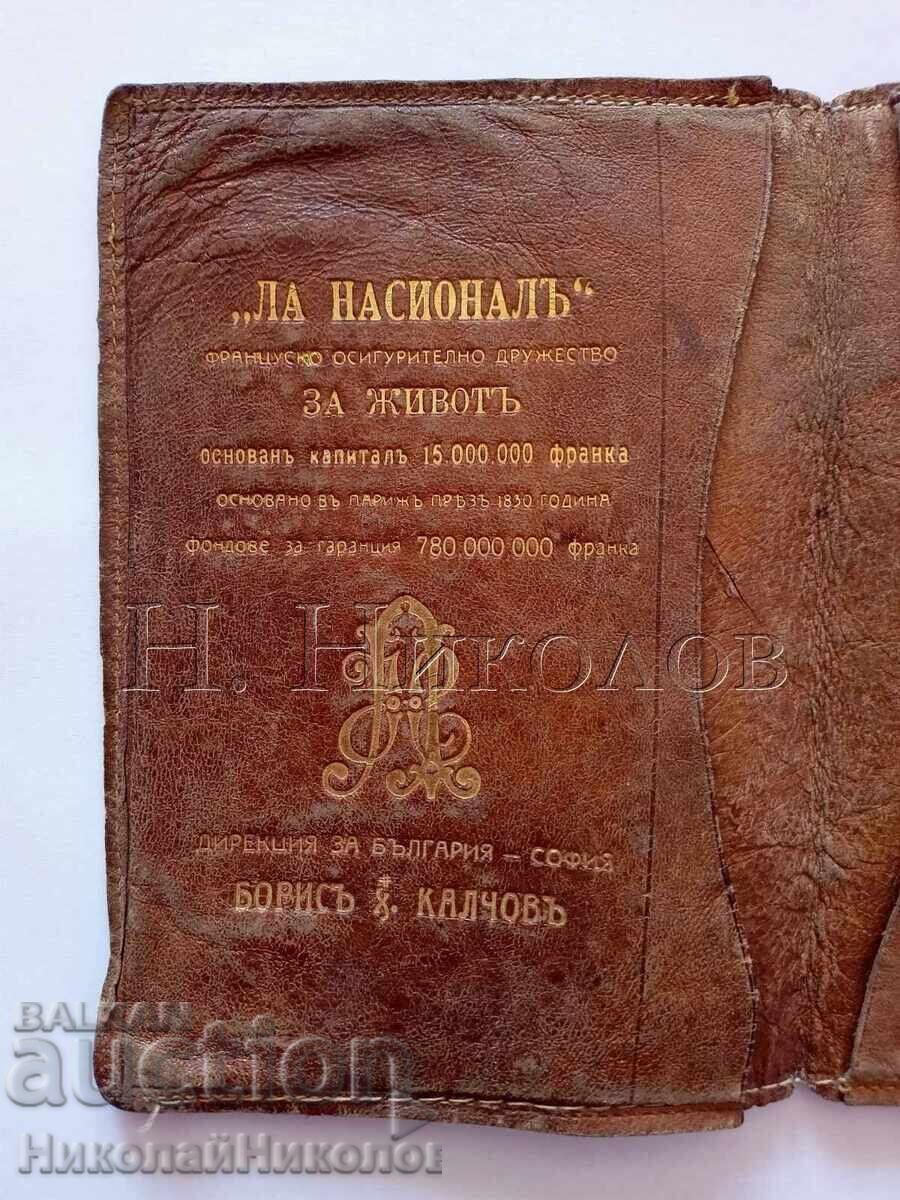 „ЛА НАСИОНАЛЪ“
ФРАНЦУСКО ОСИГУРИТЕЛНО ДРУЖЕСТВО
ЗА ЖИВОТЪ
основанъ капиталъ 15.000.000 франка
ОСНОВАНО ВЪ ПАРИЖЪ ПРѢЗЪ 1830 ГОДИНА
фондове за гаранция 780.000.000 франка
Н. Николов
ДИРЕКЦИЯ ЗА БЪЛГАРИЯ – СОФИЯ
БОРИСЪ Х. КАЛЧОВЪ
BALKAN
auction
НиколайНиколов